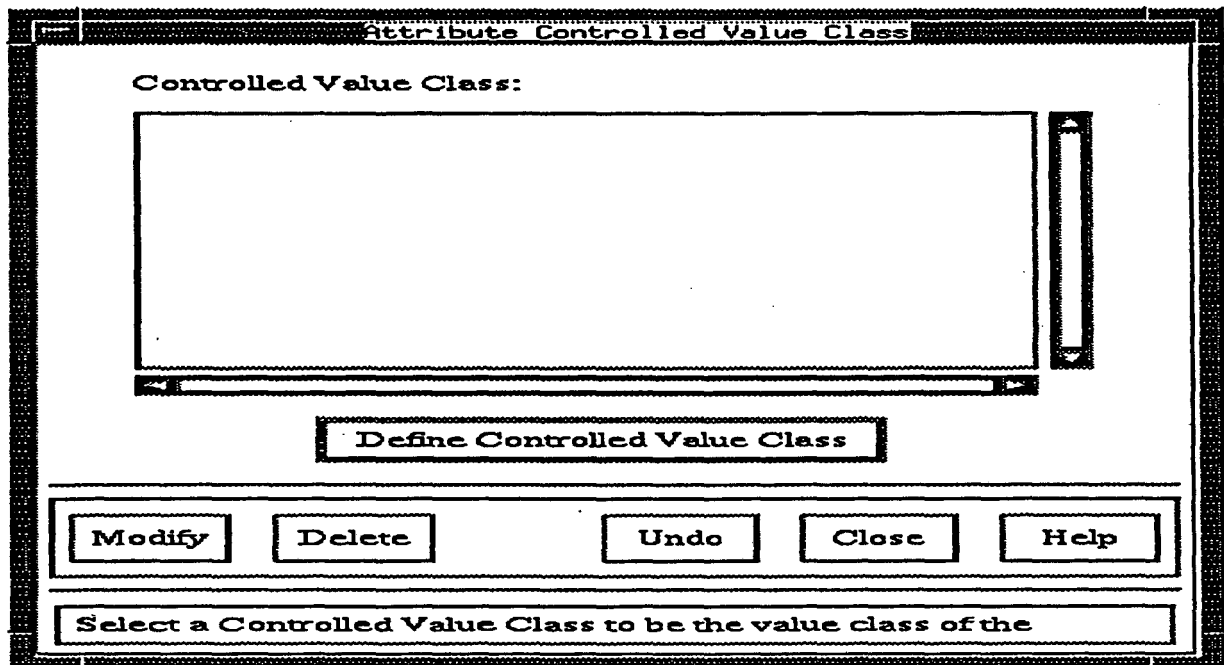 Attribute Controlled Value Class
Controlled Value Class:
Define Controlled Value Class
Modify Delete Undo Close Help
Select a Controlled Value Class to be the value class of the